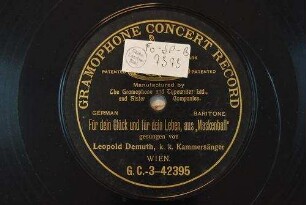 GRAMOPHONE CONCERT RECORD
Manufactured by
The Gramophone and Typewriter Ltd.,
and Sister Companies.
GERMAN BARITONE
Für dein Glück und für dein Leben, aus „Maskenball“
gesungen von
Leopold Demuth, k. k. Kammersänger
WIEN.
G.C.-3-42395